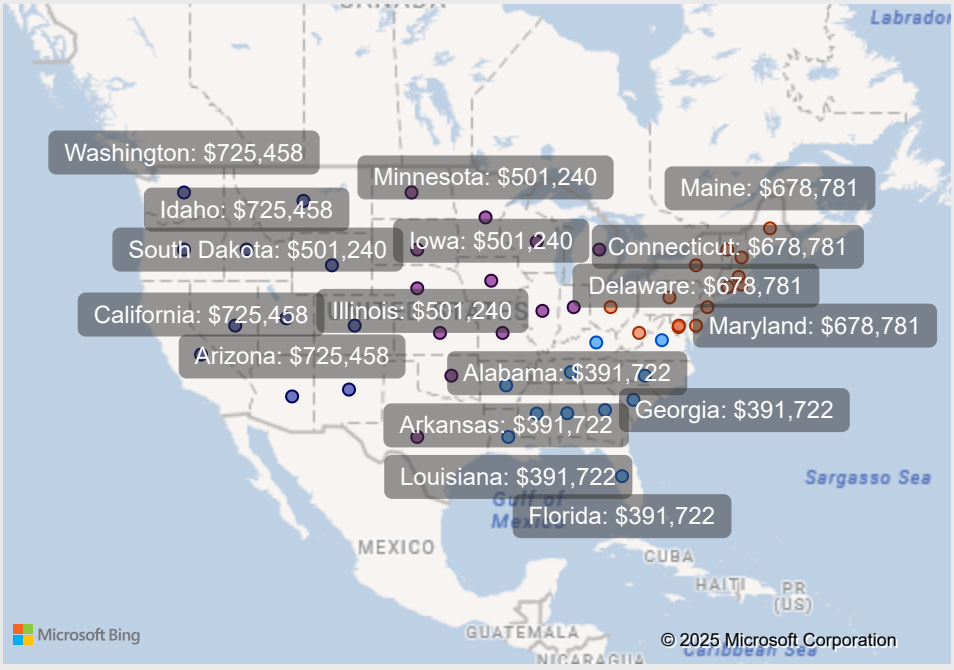 CANADA
Labrador
Washington: $725,458
Minnesota: $501,240
Maine: $678,781
Idaho: $725,458
South Dakota: $501,240
Iowa: $501,240
Connecticut: $678,781
Delaware: $678,781
California: $725,458
Illinois: $501,240
Maryland: $678,781
Arizona: $725,458
Alabama: $391,722
Georgia: $391,722
Arkansas: $391,722
Louisiana: $391,722
Sargasso Sea
Gulf of
Mexico
Florida: $391,722
MEXICO
CUBA
HAITI
PR
(US)
GUATEMALA
Microsoft Bing
© 2025 Microsoft Corporation
Caribbean Sea
NICARAGUA